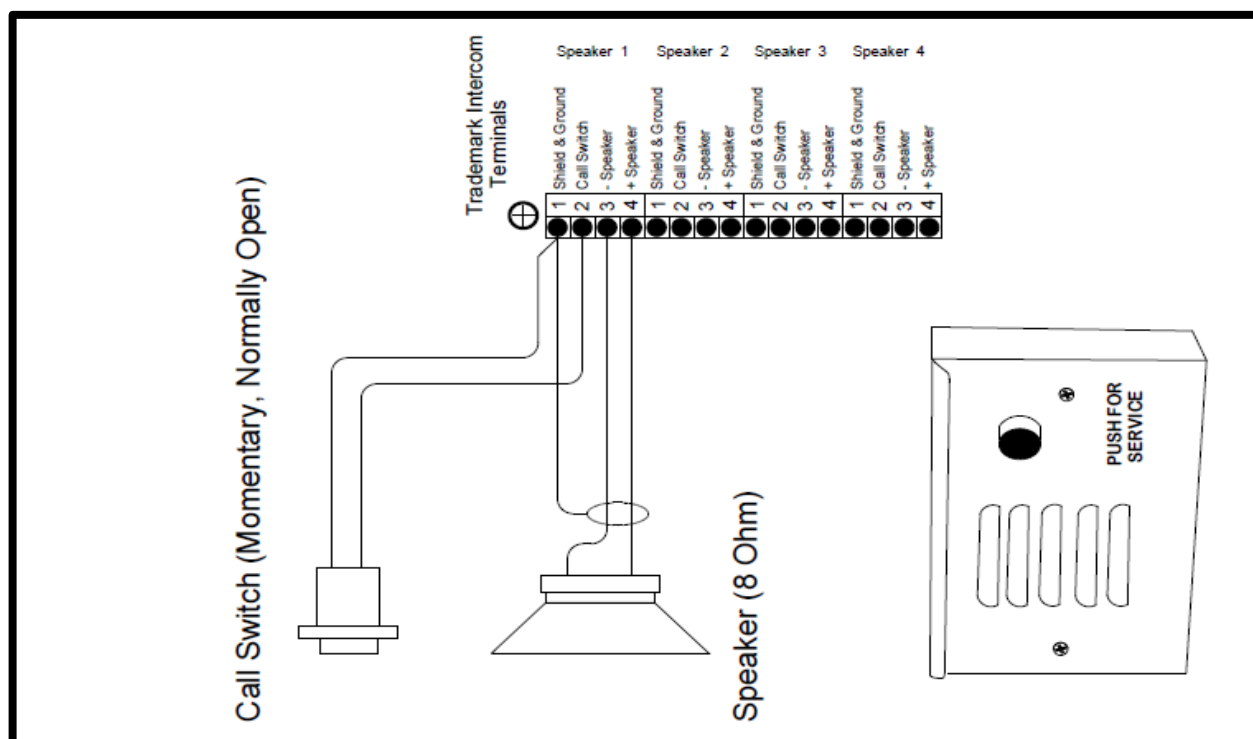 Speaker 1
Speaker 2
Speaker 3
Speaker 4
Trademark Intercom
Terminals
Shield & Ground
Call Switch
- Speaker
+ Speaker
Shield & Ground
Call Switch
- Speaker
+ Speaker
Shield & Ground
Call Switch
- Speaker
+ Speaker
Shield & Ground
Call Switch
- Speaker
+ Speaker
1
2
3
4
1
2
3
4
1
2
3
4
1
2
3
4
Call Switch (Momentary, Normally Open)
Speaker (8 Ohm)
PUSH FOR
SERVICE